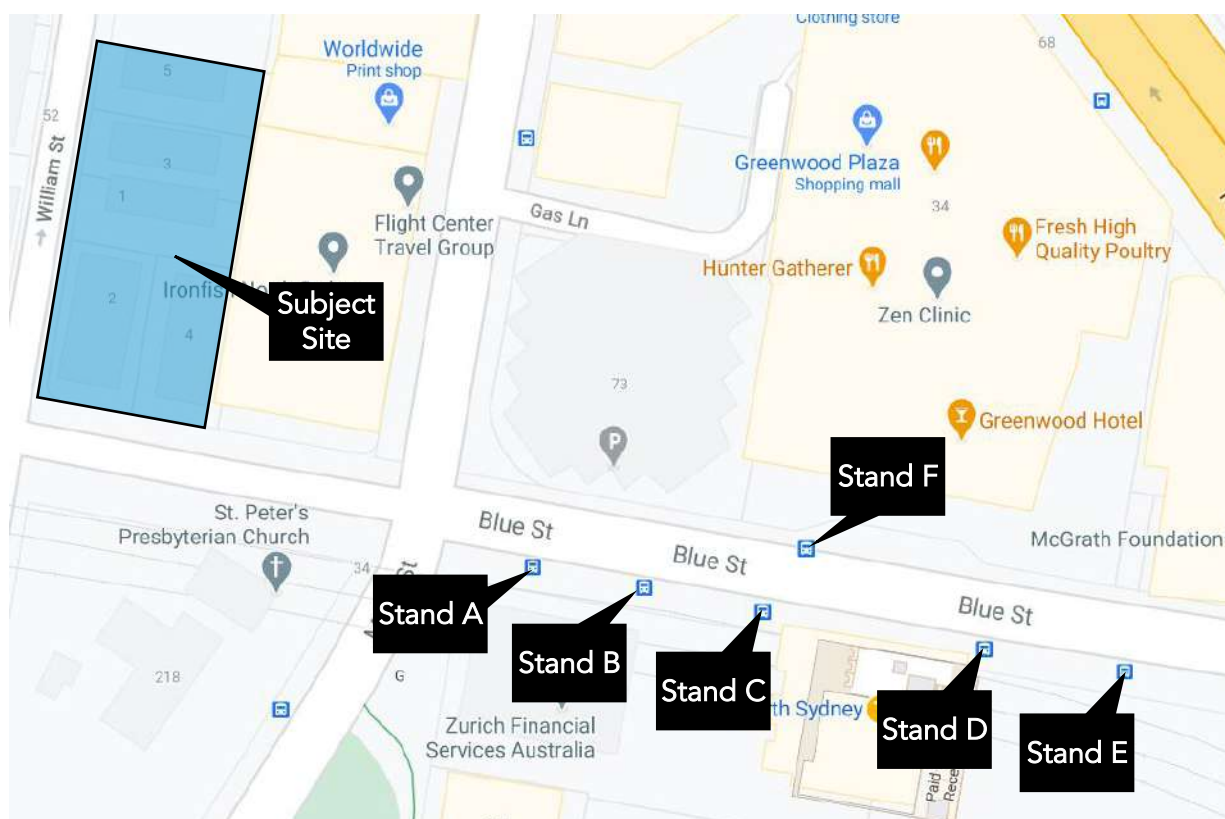 Clothing store
68
Worldwide
Print shop
5
52
William St
3
1
Greenwood Plaza
Shopping mall
34
Gas Ln
Flight Center
Travel Group
Fresh High
Quality Poultry
Hunter Gatherer
Zen Clinic
2
4
Subject
Site
73
P
Greenwood Hotel
Stand F
St. Peter's
Presbyterian Church
34
Blue St
Blue St
McGrath Foundation
Blue St
St
Stand A
Stand B
Stand C
Stand D
Stand E
218
G
Sydney
Zurich Financial
Services Australia
Paid